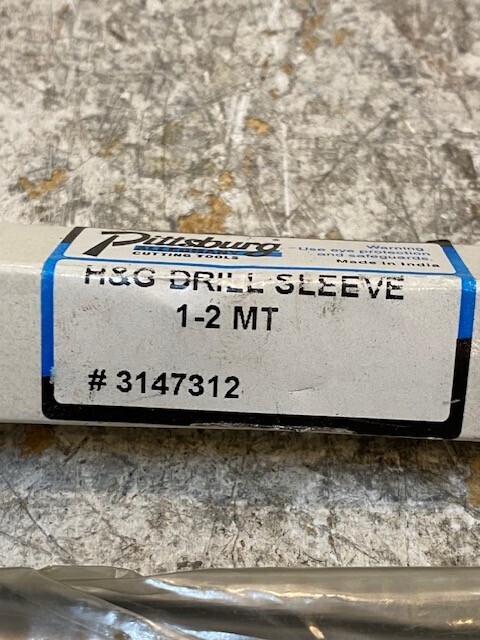 Pittsburg
CUTTING TOOLS
Warning
-Use eye protection
and safeguards
Made in India
H&G DRILL SLEEVE
1-2 MT
# 3147312